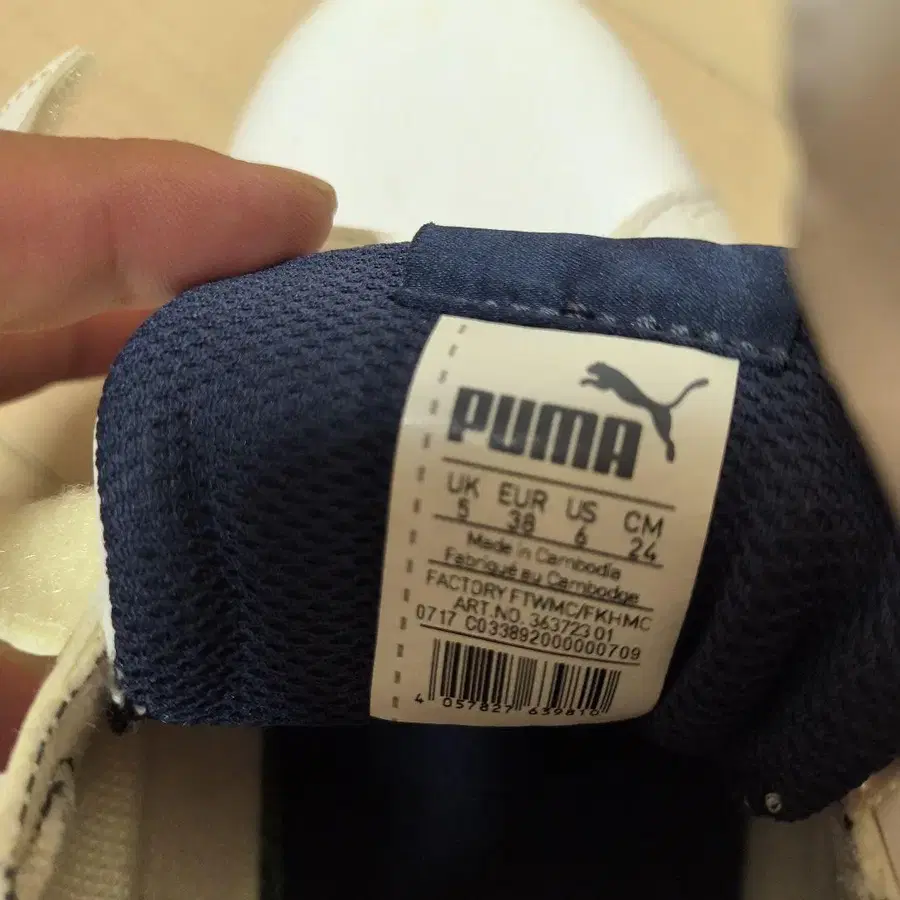 PUMA
UK EUR US CM
5 38 6 24
Made in Cambodia
Fabriqué au Cambodge
FACTORY FTWMC/FKHMC
ART.NO. 363723 01
0717 C033892000000709
4 057827 639810